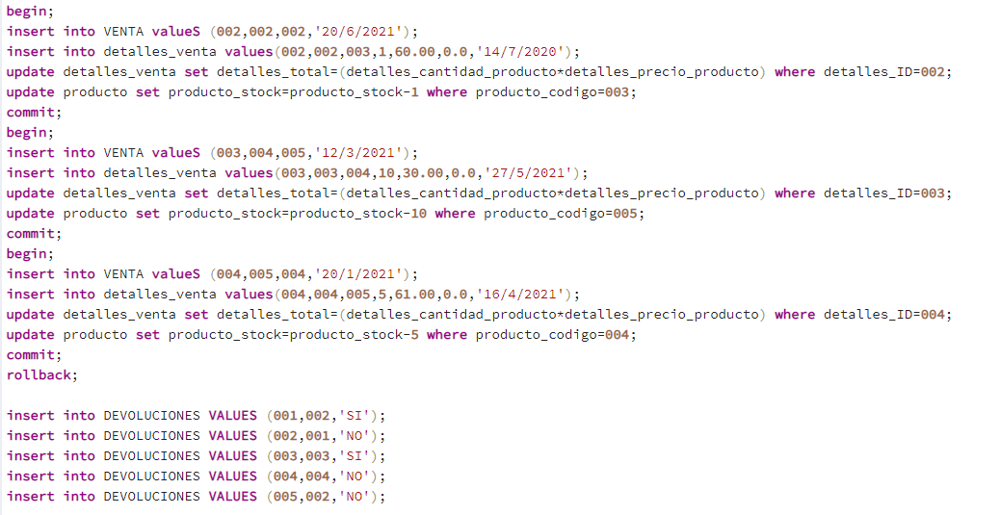 begin;
insert into VENTA valueS (002,002,002,'20/6/2021');
insert into detalles_venta values(002,002,003,1,60.00,0.0,'14/7/2020');
update detalles_venta set detalles_total=(detalles_cantidad_producto*detalles_precio_producto) where detalles_ID=002;
update producto set producto_stock=producto_stock-1 where producto_codigo=003;
commit;
begin;
insert into VENTA valueS (003,004,005,'12/3/2021');
insert into detalles_venta values(003,003,004,10,30.00,0.0,'27/5/2021');
update detalles_venta set detalles_total=(detalles_cantidad_producto*detalles_precio_producto) where detalles_ID=003;
update producto set producto_stock=producto_stock-10 where producto_codigo=005;
commit;
begin;
insert into VENTA valueS (004,005,004,'20/1/2021');
insert into detalles_venta values(004,004,005,5,61.00,0.0,'16/4/2021');
update detalles_venta set detalles_total=(detalles_cantidad_producto*detalles_precio_producto) where detalles_ID=004;
update producto set producto_stock=producto_stock-5 where producto_codigo=004;
commit;
rollback;
insert into DEVOLUCIONES VALUES (001,002,'SI');
insert into DEVOLUCIONES VALUES (002,001,'NO');
insert into DEVOLUCIONES VALUES (003,003,'SI');
insert into DEVOLUCIONES VALUES (004,004,'NO');
insert into DEVOLUCIONES VALUES (005,002,'NO');